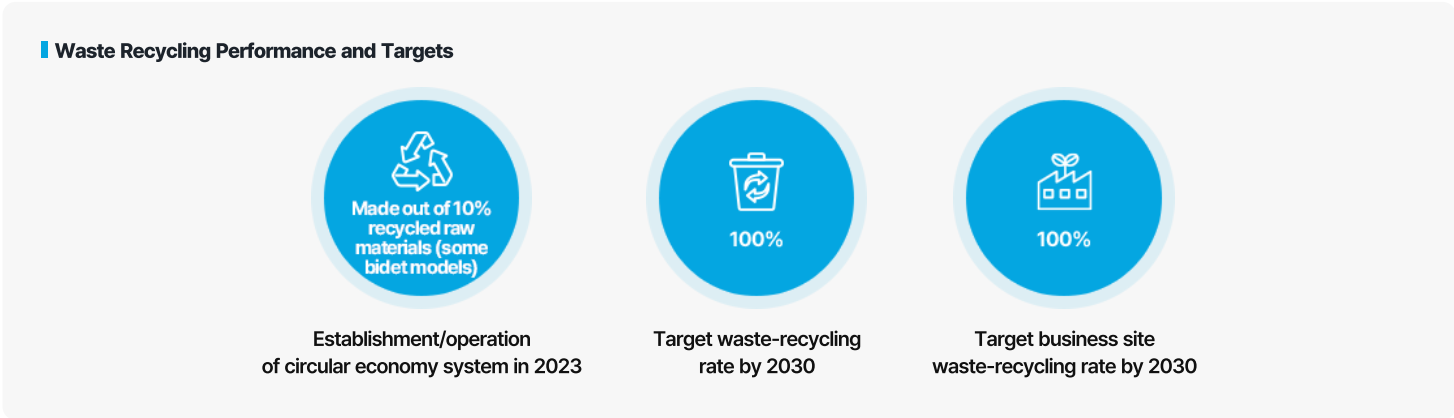 Waste Recycling Performance and Targets
Made out of 10%
recycled raw
materials (some
bidet models)
Establishment/operation
of circular economy system in 2023
100%
Target waste-recycling
rate by 2030
100%
Target business site
waste-recycling rate by 2030